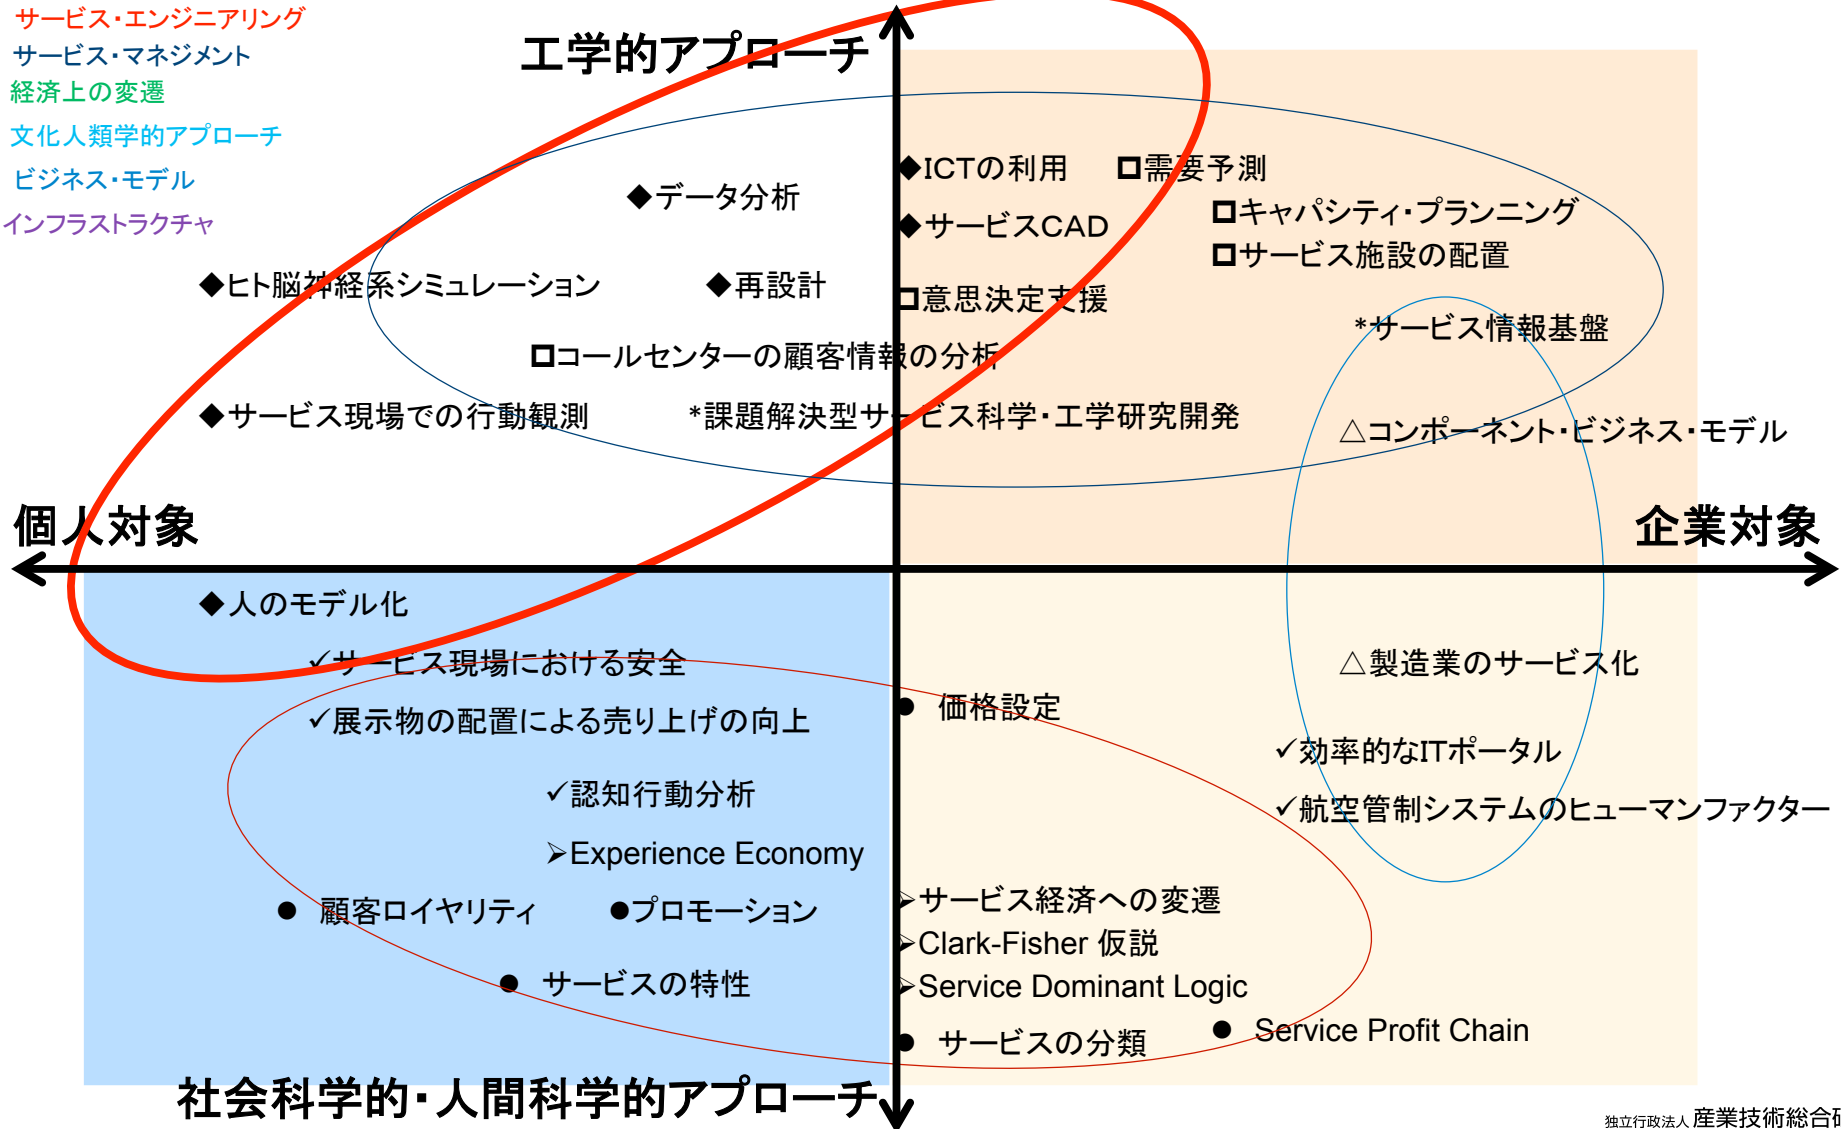 サービス・エンジニアリング
サービス・マネジメント
経済上の変遷
文化人類学的アプローチ
ビジネス・モデル
インフラストラクチャ
工学的アプローチ
◆ICTの利用
需要予測
◆データ分析
◆サービスCAD
キャパシティ・プランニング
サービス施設の配置
◆ヒト脳神経系シミュレーション
◆再設計
意思決定支援
*サービス情報基盤
コールセンターの顧客情報の分析
◆サービス現場での行動観測
*課題解決型サービス科学・工学研究開発
△コンポーネント・ビジネス・モデル
個人対象
企業対象
◆人のモデル化
✓サービス現場における安全
△製造業のサービス化
✓展示物の配置による売り上げの向上
● 価格設定
✓効率的なITポータル
✓認知行動分析
✓航空管制システムのヒューマンファクター
➢Experience Economy
● 顧客ロイヤリティ
●プロモーション
➢サービス経済への変遷
➢Clark-Fisher 仮説
● サービスの特性
➢Service Dominant Logic
● サービスの分類
● Service Profit Chain
社会科学的・人間科学的アプローチ
独立行政法人 産業技術総合研